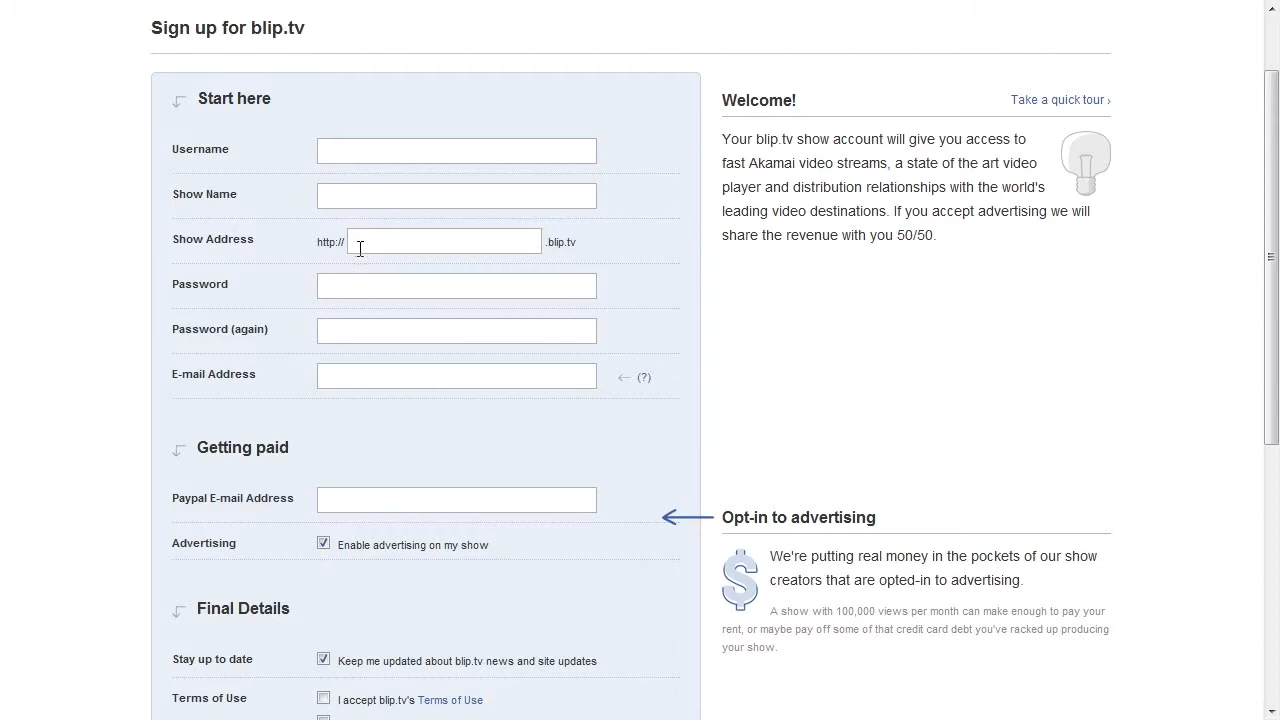 Sign up for blip.tv
Start here
Username
Show Name
Show Address http:// .blip.tv
Password
Password (again)
E-mail Address (?)
Getting paid
Paypal E-mail Address
Advertising Enable advertising on my show
Final Details
Stay up to date Keep me updated about blip.tv news and site updates
Terms of Use I accept blip.tv's Terms of Use
Welcome! Take a quick tour ›
Your blip.tv show account will give you access to
fast Akamai video streams, a state of the art video
player and distribution relationships with the world's
leading video destinations. If you accept advertising we will
share the revenue with you 50/50.
Opt-in to advertising
$ We're putting real money in the pockets of our show
creators that are opted-in to advertising.
A show with 100,000 views per month can make enough to pay your
rent, or maybe pay off some of that credit card debt you've racked up producing
your show.